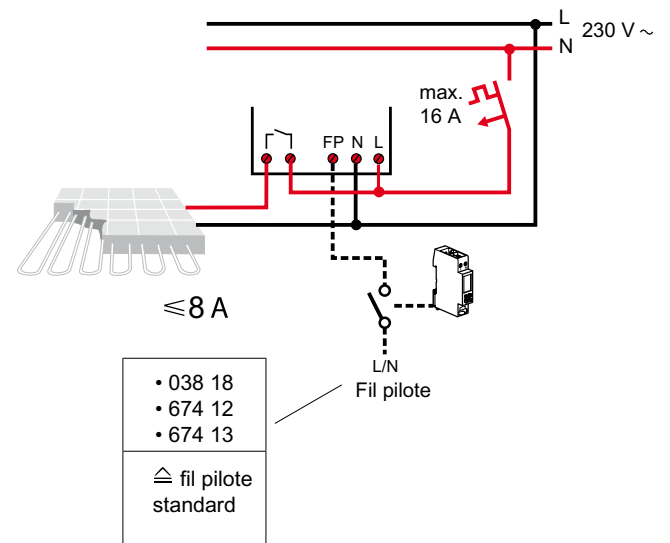 L
230 V ~
N
max.
16 A
FP N L
≤ 8 A
L/N
Fil pilote
• 038 18
• 674 12
• 674 13
≙ fil pilote
standard